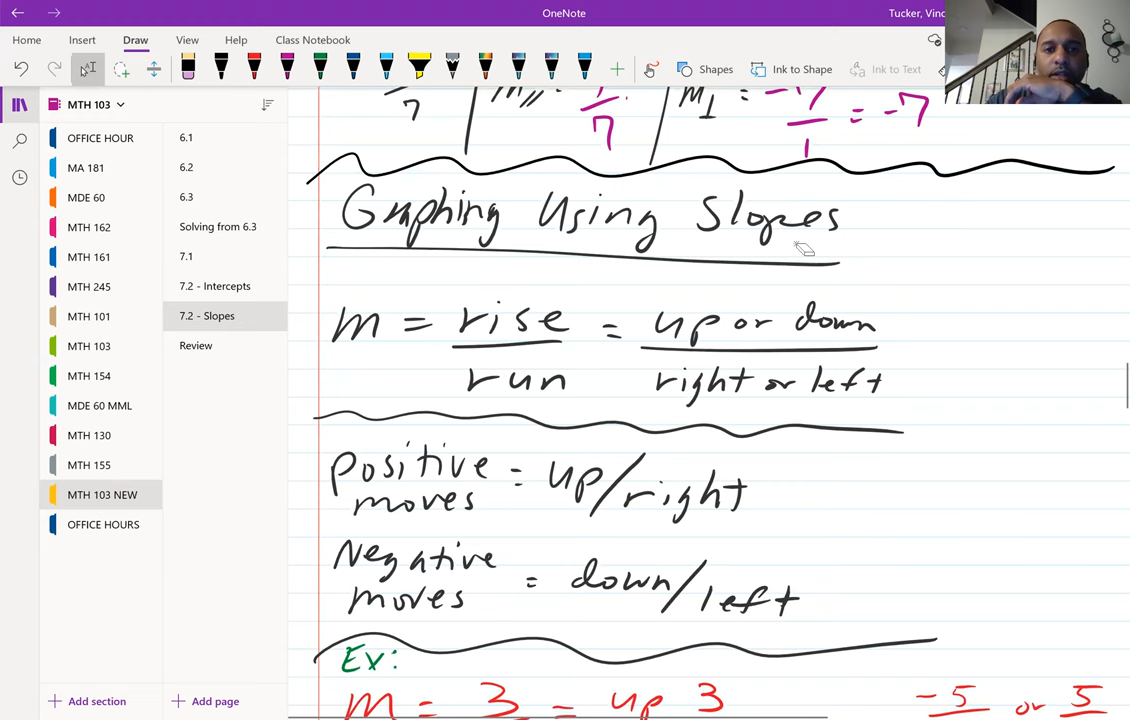 OneNote
Tucker, Vinc
Home Insert Draw View Help Class Notebook
Shapes Ink to Shape Ink to Text
MTH 103
OFFICE HOUR
MA 181
MDE 60
MTH 162
MTH 161
MTH 245
MTH 101
MTH 103
MTH 154
MDE 60 MML
MTH 130
MTH 155
MTH 103 NEW
OFFICE HOURS
Add section
6.1
6.2
6.3
Solving from 6.3
7.1
7.2 - Intercepts
7.2 - Slopes
Review
Add page
7
7
1
= -7
Graphing Using Slopes
m = rise = up or down
run right or left
Positive moves = up/right
Negative moves = down/left
Ex:
m = 3 = up 3
-5 or 5